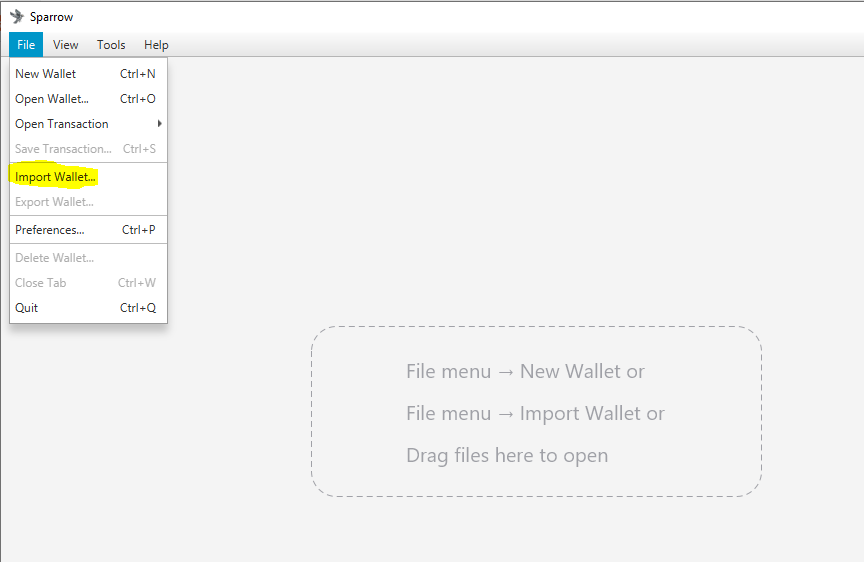 Sparrow
File View Tools Help
New Wallet Ctrl+N
Open Wallet... Ctrl+O
Open Transaction
Save Transaction... Ctrl+S
Import Wallet...
Export Wallet...
Preferences... Ctrl+P
Delete Wallet...
Close Tab Ctrl+W
Quit Ctrl+Q
File menu → New Wallet or
File menu → Import Wallet or
Drag files here to open